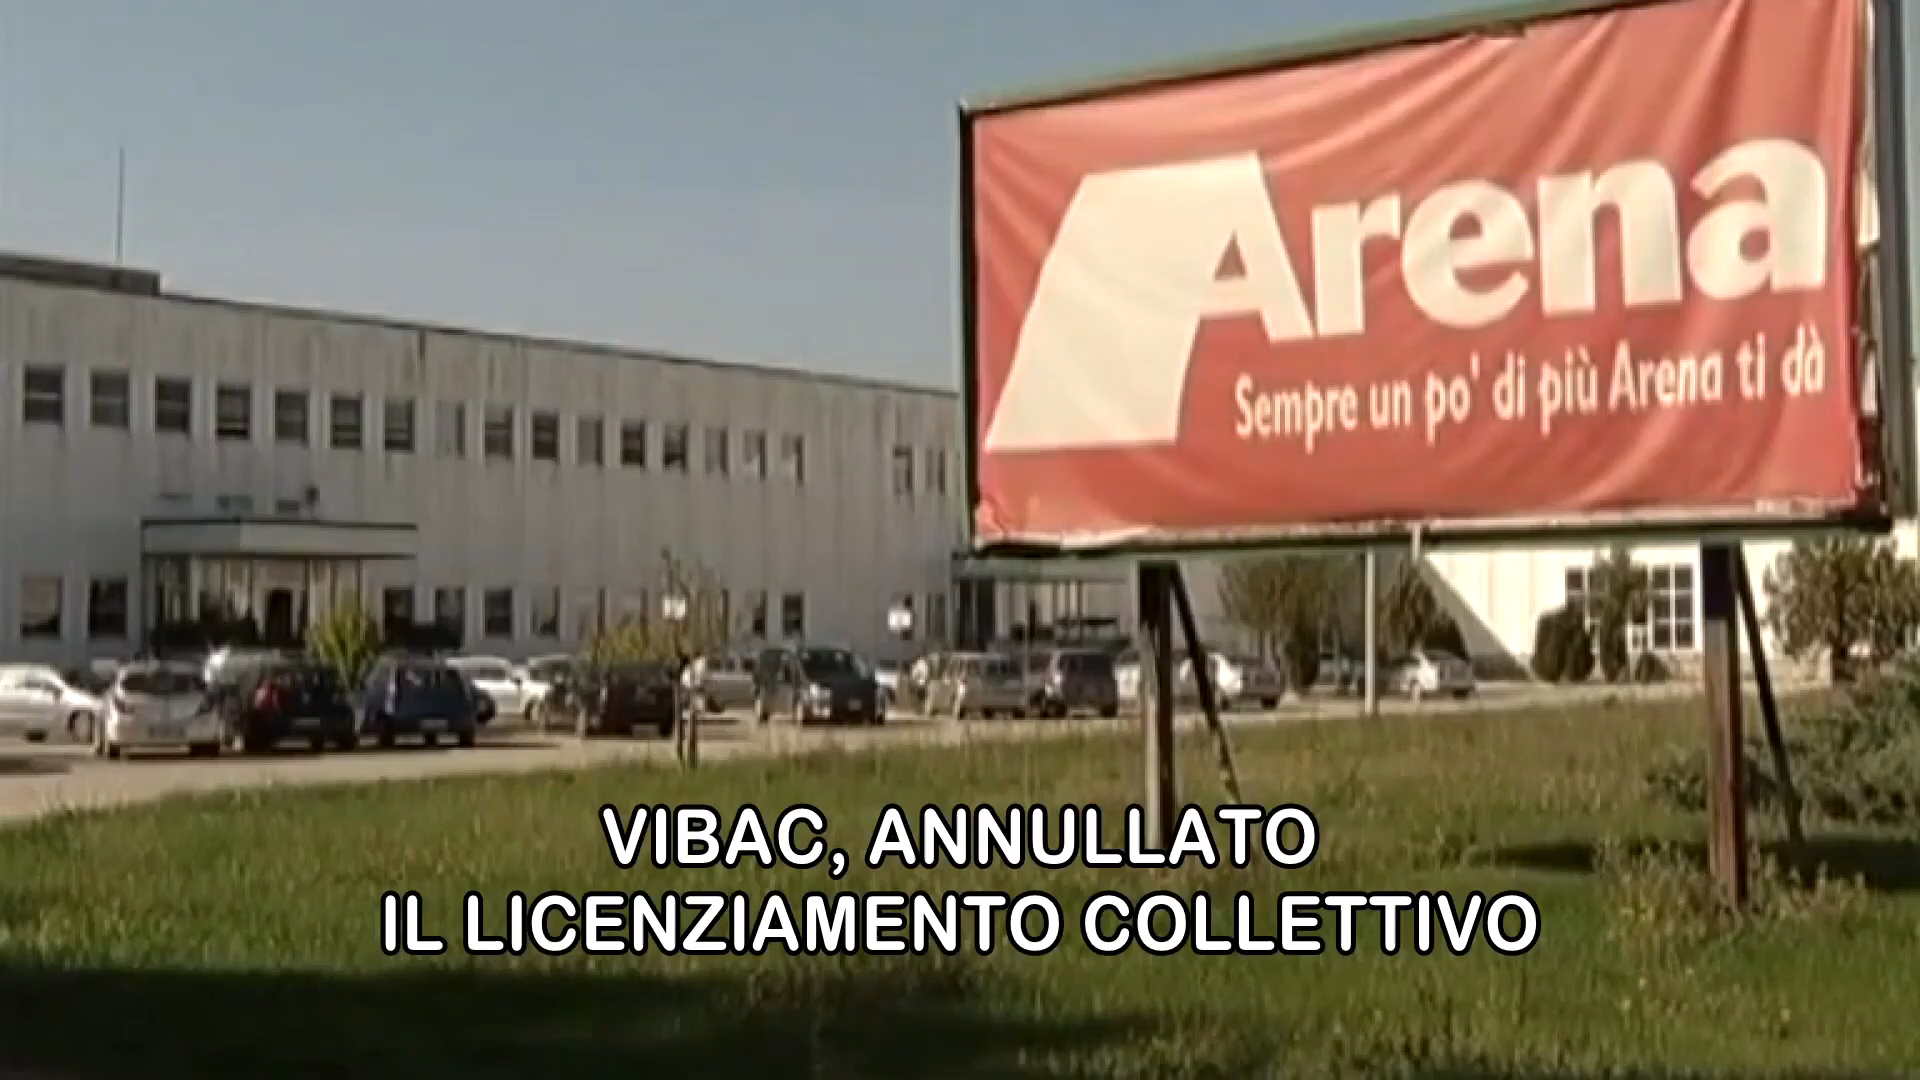 Arena
Sempre un po' di più Arena ti dà
VIBAC, ANNULLATO
IL LICENZIAMENTO COLLETTIVO